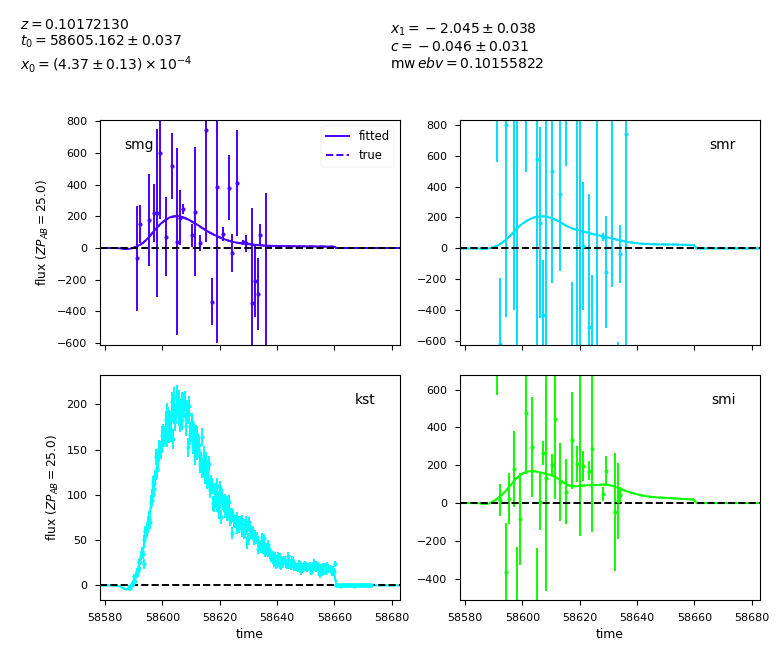 z = 0.10172130
t₀ = 58605.162 ± 0.037
x₀ = (4.37 ± 0.13) × 10⁻⁴
x₁ = −2.045 ± 0.038
c = −0.046 ± 0.031
mw ebv = 0.10155822
smg
fitted
true
800
600
400
200
0
−200
−400
−600
flux (ZP_AB = 25.0)
smr
800
600
400
200
0
−200
−400
−600
kst
200
150
100
50
0
flux (ZP_AB = 25.0)
58580 58600 58620 58640 58660 58680
time
smi
600
400
200
0
−200
−400
58580 58600 58620 58640 58660 58680
time